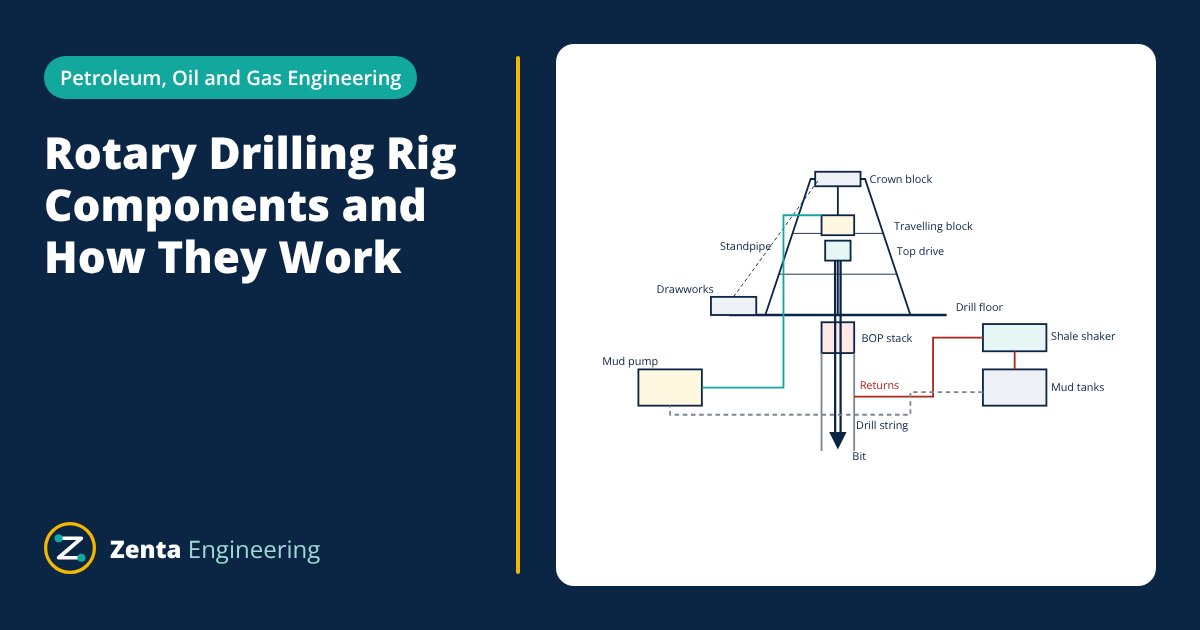 Petroleum, Oil and Gas Engineering
Rotary Drilling Rig
Components and
How They Work
Zenta Engineering
Crown block
Travelling block
Standpipe
Top drive
Drawworks
Drill floor
BOP stack
Shale shaker
Mud pump
Returns
Mud tanks
Drill string
Bit